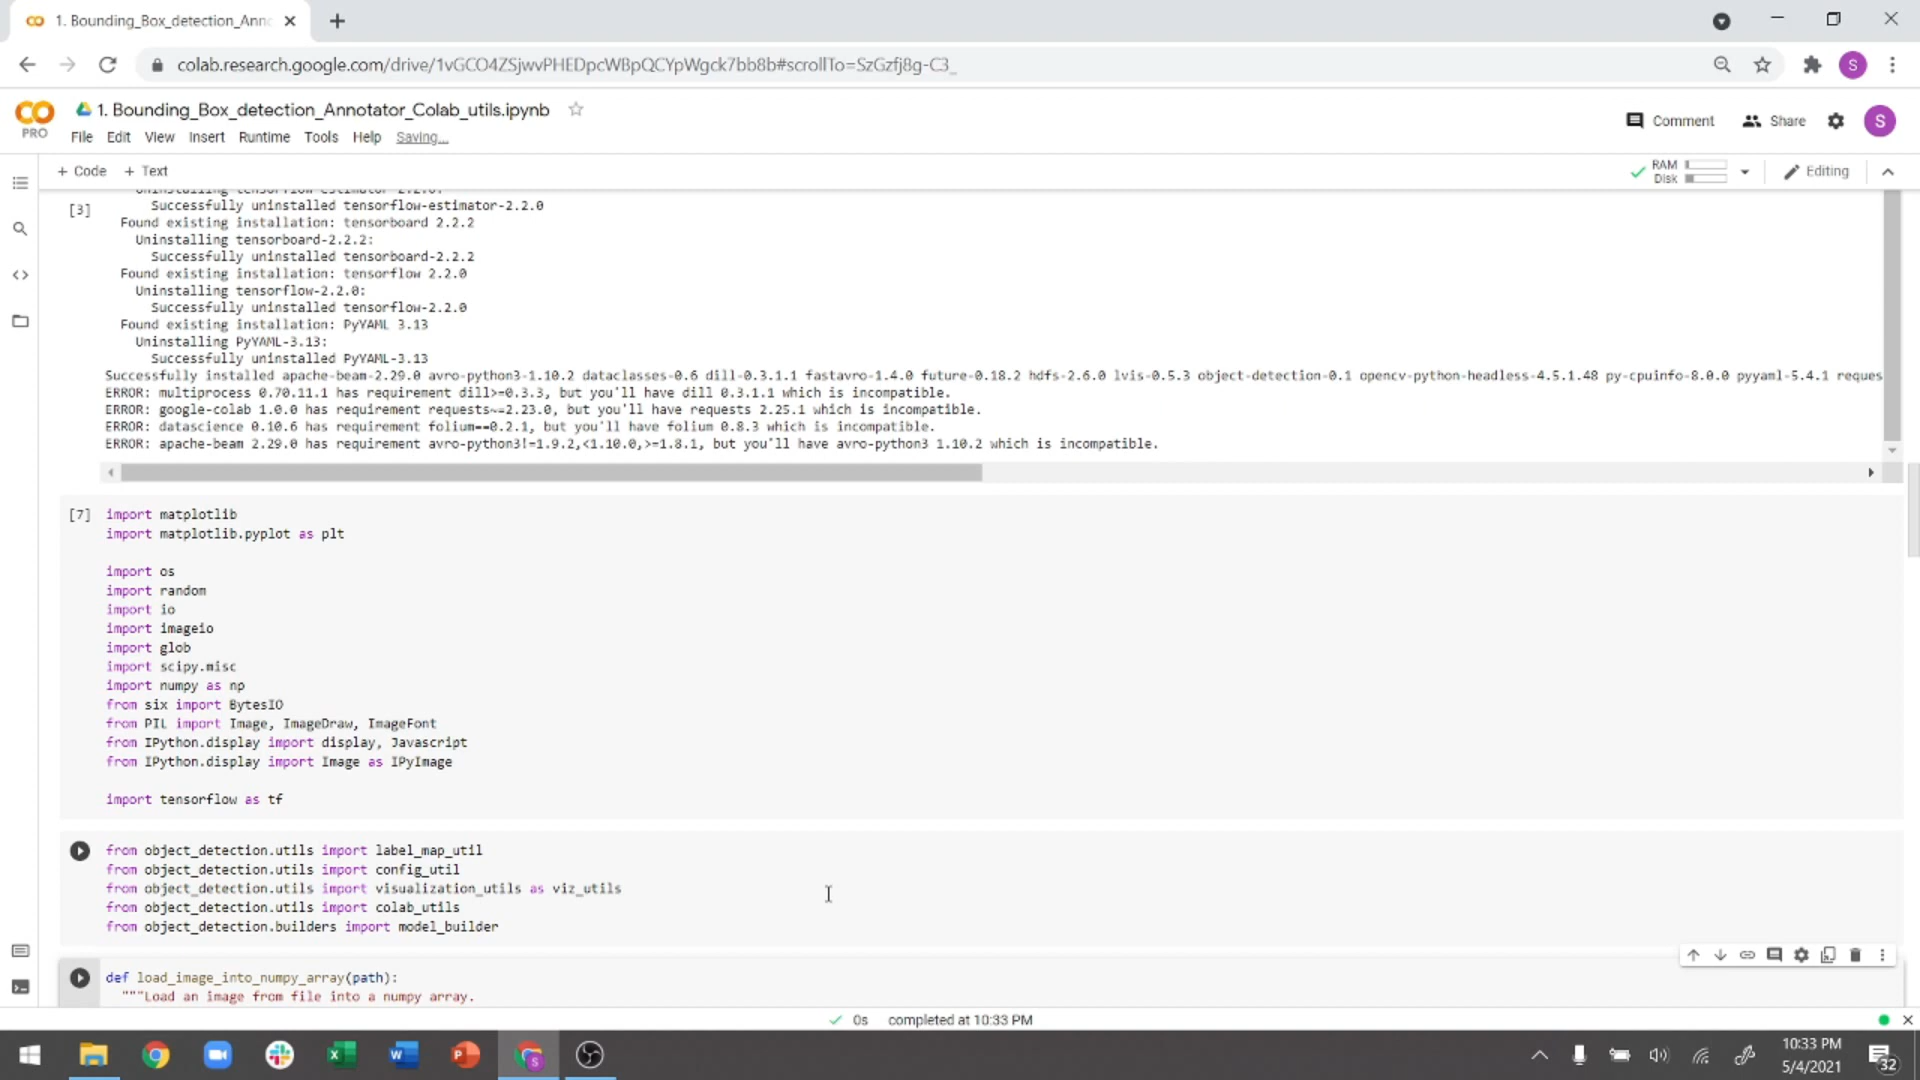 1. Bounding_Box_detection_Ann
colab.research.google.com/drive/1vGCO4ZSjwvPHEDpcWBpQCYpWgck7bb8b#scrollTo=SzGzfj8g-C3_
S
PRO
1. Bounding_Box_detection_Annotator_Colab_utils.ipynb
File Edit View Insert Runtime Tools Help Saving...
Comment Share S
+ Code + Text
RAM
Disk
Editing
[3]
Uninstalling tensorflow-estimator-2.2.0:
Successfully uninstalled tensorflow-estimator-2.2.0
Found existing installation: tensorboard 2.2.2
Uninstalling tensorboard-2.2.2:
Successfully uninstalled tensorboard-2.2.2
Found existing installation: tensorflow 2.2.0
Uninstalling tensorflow-2.2.0:
Successfully uninstalled tensorflow-2.2.0
Found existing installation: PyYAML 3.13
Uninstalling PyYAML-3.13:
Successfully uninstalled PyYAML-3.13
Successfully installed apache-beam-2.29.0 avro-python3-1.10.2 dataclasses-0.6 dill-0.3.1.1 fastavro-1.4.0 future-0.18.2 hdfs-2.6.0 lvis-0.5.3 object-detection-0.1 opencv-python-headless-4.5.1.48 py-cpuinfo-8.0.0 pyyaml-5.4.1 reques
ERROR: multiprocess 0.70.11.1 has requirement dill>=0.3.3, but you'll have dill 0.3.1.1 which is incompatible.
ERROR: google-colab 1.0.0 has requirement requests~=2.23.0, but you'll have requests 2.25.1 which is incompatible.
ERROR: datascience 0.10.6 has requirement folium==0.2.1, but you'll have folium 0.8.3 which is incompatible.
ERROR: apache-beam 2.29.0 has requirement avro-python3!=1.9.2,<1.10.0,>=1.8.1, but you'll have avro-python3 1.10.2 which is incompatible.
[7] import matplotlib
import matplotlib.pyplot as plt
import os
import random
import io
import imageio
import glob
import scipy.misc
import numpy as np
from six import BytesIO
from PIL import Image, ImageDraw, ImageFont
from IPython.display import display, Javascript
from IPython.display import Image as IPyImage
import tensorflow as tf
from object_detection.utils import label_map_util
from object_detection.utils import config_util
from object_detection.utils import visualization_utils as viz_utils
from object_detection.utils import colab_utils
from object_detection.builders import model_builder
def load_image_into_numpy_array(path):
"""Load an image from file into a numpy array.
0s completed at 10:33 PM
10:33 PM
5/4/2021
32